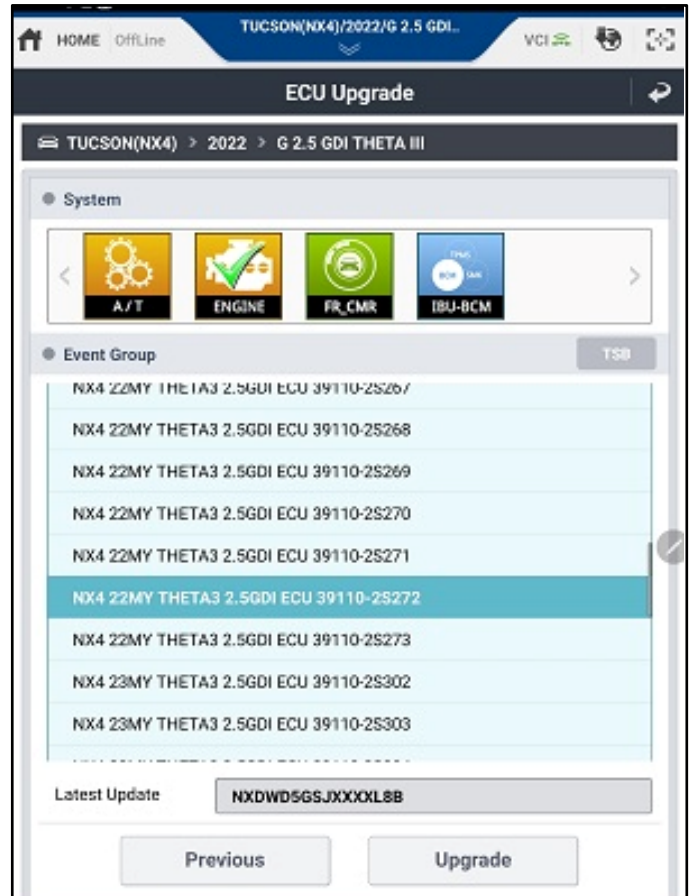 TUCSON(NX4)/2022/G 2.5 GDI..
HOME OffLine VCI
ECU Upgrade
TUCSON(NX4) > 2022 > G 2.5 GDI THETA III
System
A/T ENGINE FR_CMR IBU-BCM
Event Group TSB
NX4 22MY THETA3 2.5GDI ECU 39110-2S267
NX4 22MY THETA3 2.5GDI ECU 39110-2S268
NX4 22MY THETA3 2.5GDI ECU 39110-2S269
NX4 22MY THETA3 2.5GDI ECU 39110-2S270
NX4 22MY THETA3 2.5GDI ECU 39110-2S271
NX4 22MY THETA3 2.5GDI ECU 39110-2S272
NX4 22MY THETA3 2.5GDI ECU 39110-2S273
NX4 23MY THETA3 2.5GDI ECU 39110-2S302
NX4 23MY THETA3 2.5GDI ECU 39110-2S303
Latest Update NXDWD5GSJXXXXL8B
Previous Upgrade